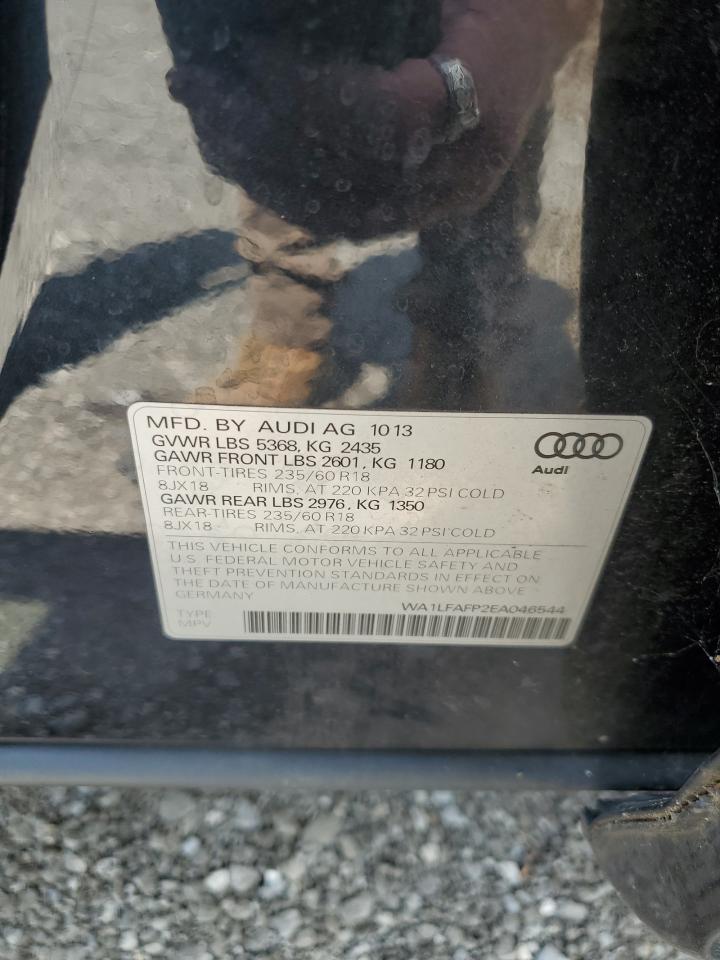 MFD. BY AUDI AG 10 13
GVWR LBS 5368, KG 2435
GAWR FRONT LBS 2601, KG 1180
FRONT-TIRES 235/60 R18
8JX18 RIMS, AT 220 KPA 32 PSI COLD
GAWR REAR LBS 2976, KG 1350
REAR-TIRES 235/60 R18
8JX18 RIMS, AT 220 KPA 32 PSI COLD
Audi
THIS VEHICLE CONFORMS TO ALL APPLICABLE
U.S. FEDERAL MOTOR VEHICLE SAFETY AND
THEFT PREVENTION STANDARDS IN EFFECT ON
THE DATE OF MANUFACTURE SHOWN ABOVE
GERMANY
WA1LFAFP2EA046544
TYPE
MPV